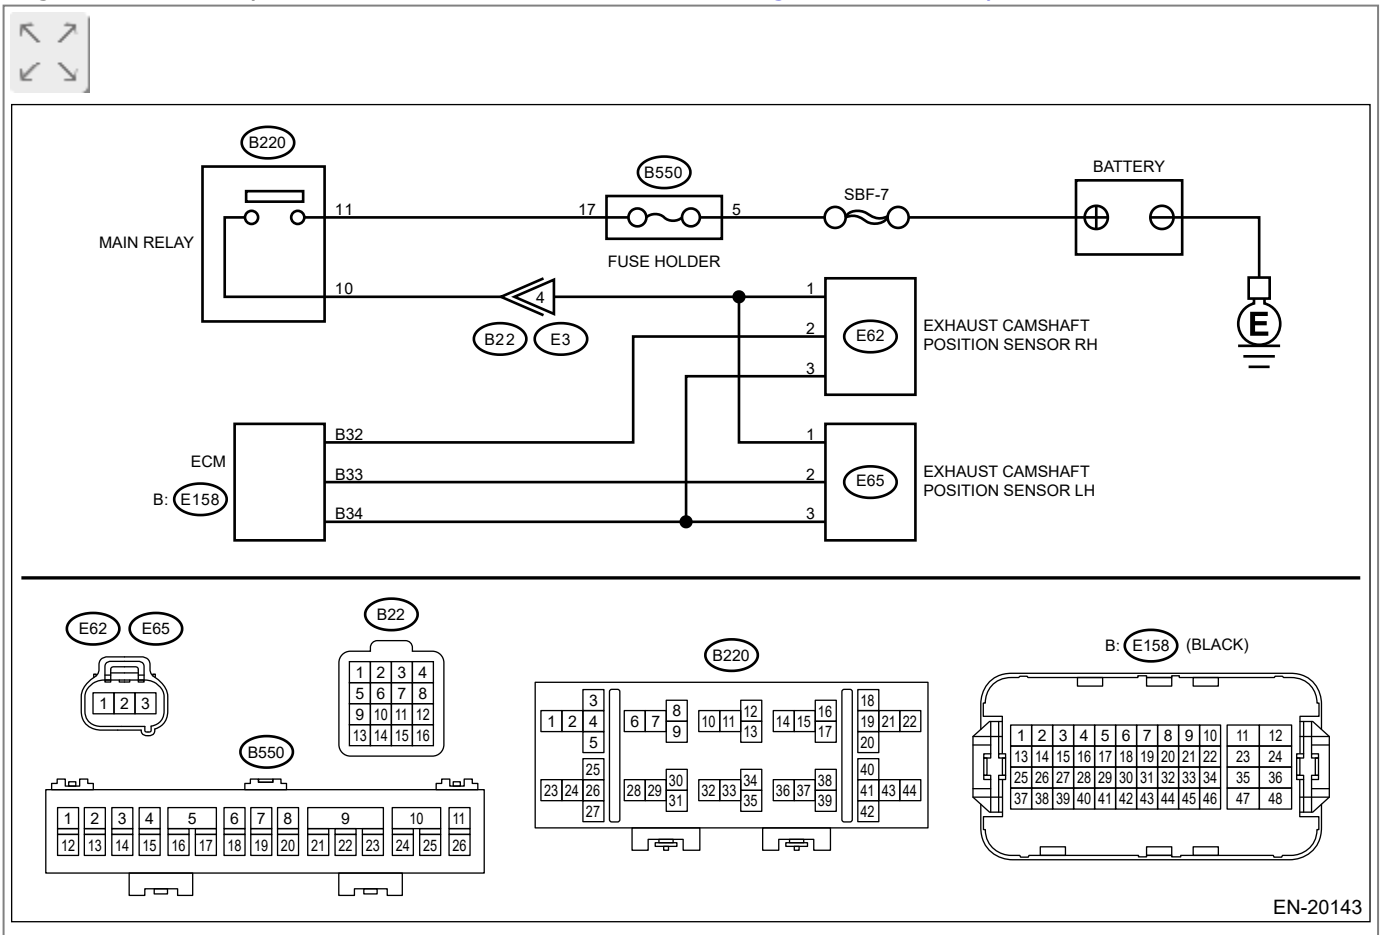 B220
B550
SBF-7
BATTERY
11
17
5
MAIN RELAY
FUSE HOLDER
E
10
4
B22
E3
1
2
3
E62
EXHAUST CAMSHAFT
POSITION SENSOR RH
ECM
B: E158
B32
B33
B34
1
2
3
E65
EXHAUST CAMSHAFT
POSITION SENSOR LH
E62 E65
1 2 3
B22
1 2 3 4
5 6 7 8
9 10 11 12
13 14 15 16
B550
1 2 3 4 5 6 7 8 9 10 11
12 13 14 15 16 17 18 19 20 21 22 23 24 25 26
B220
3 8 12 16 18
1 2 4 6 7 10 11 14 15 19 21 22
5 9 13 17 20
25 30 34 38 40
23 24 26 28 29 32 33 36 37 41 43 44
27 31 35 39 42
B: E158 (BLACK)
1 2 3 4 5 6 7 8 9 10 11 12
13 14 15 16 17 18 19 20 21 22 23 24
25 26 27 28 29 30 31 32 33 34 35 36
37 38 39 40 41 42 43 44 45 46 47 48
EN-20143